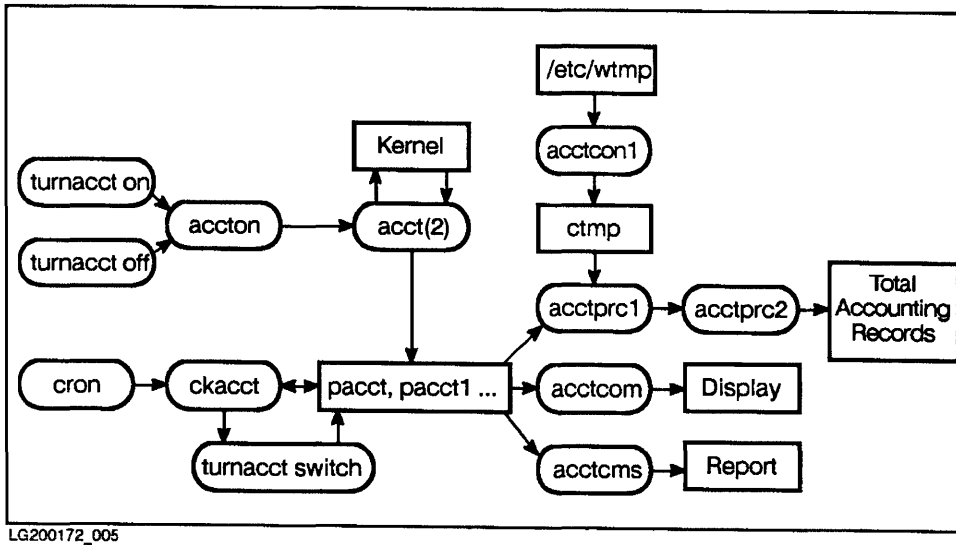 /etc/wtmp
Kernel
acctcon1
turnacct on
accton
acct(2)
ctmp
turnacct off
acctprc1
acctprc2
Total
Accounting
Records
cron
ckacct
pacct, pacct1 ...
acctcom
Display
turnacct switch
acctcms
Report
LG200172_005